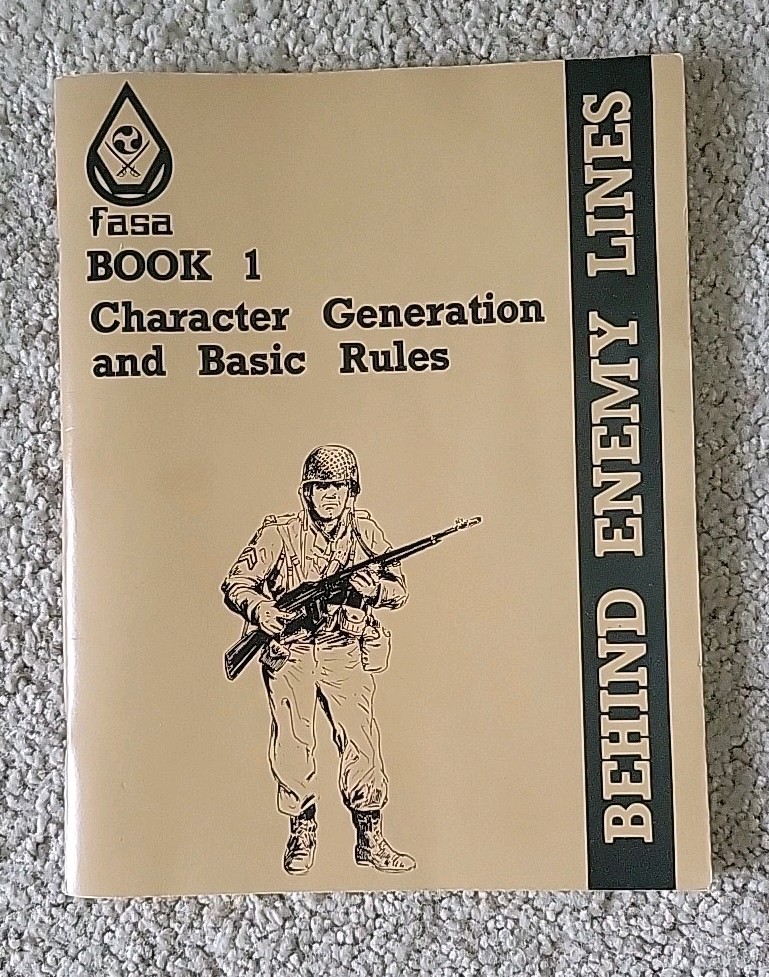 fasa
BOOK 1
Character Generation
and Basic Rules
BEHIND ENEMY LINES